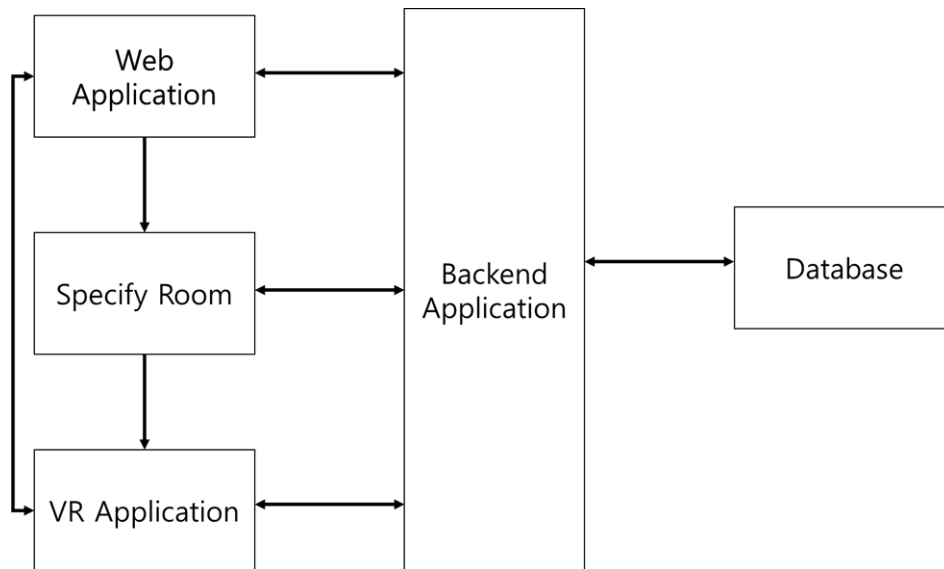 Web
Application
Specify Room
VR Application
Backend
Application
Database